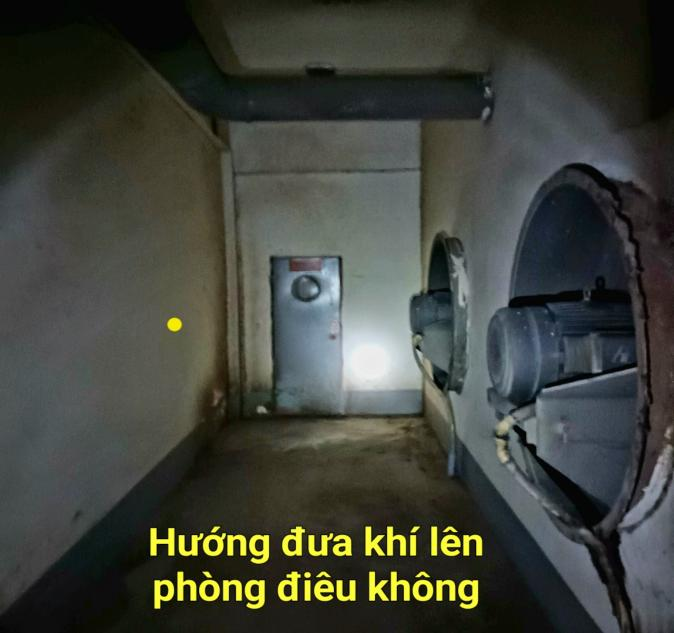 Hướng đưa khí lên
phòng điêu không